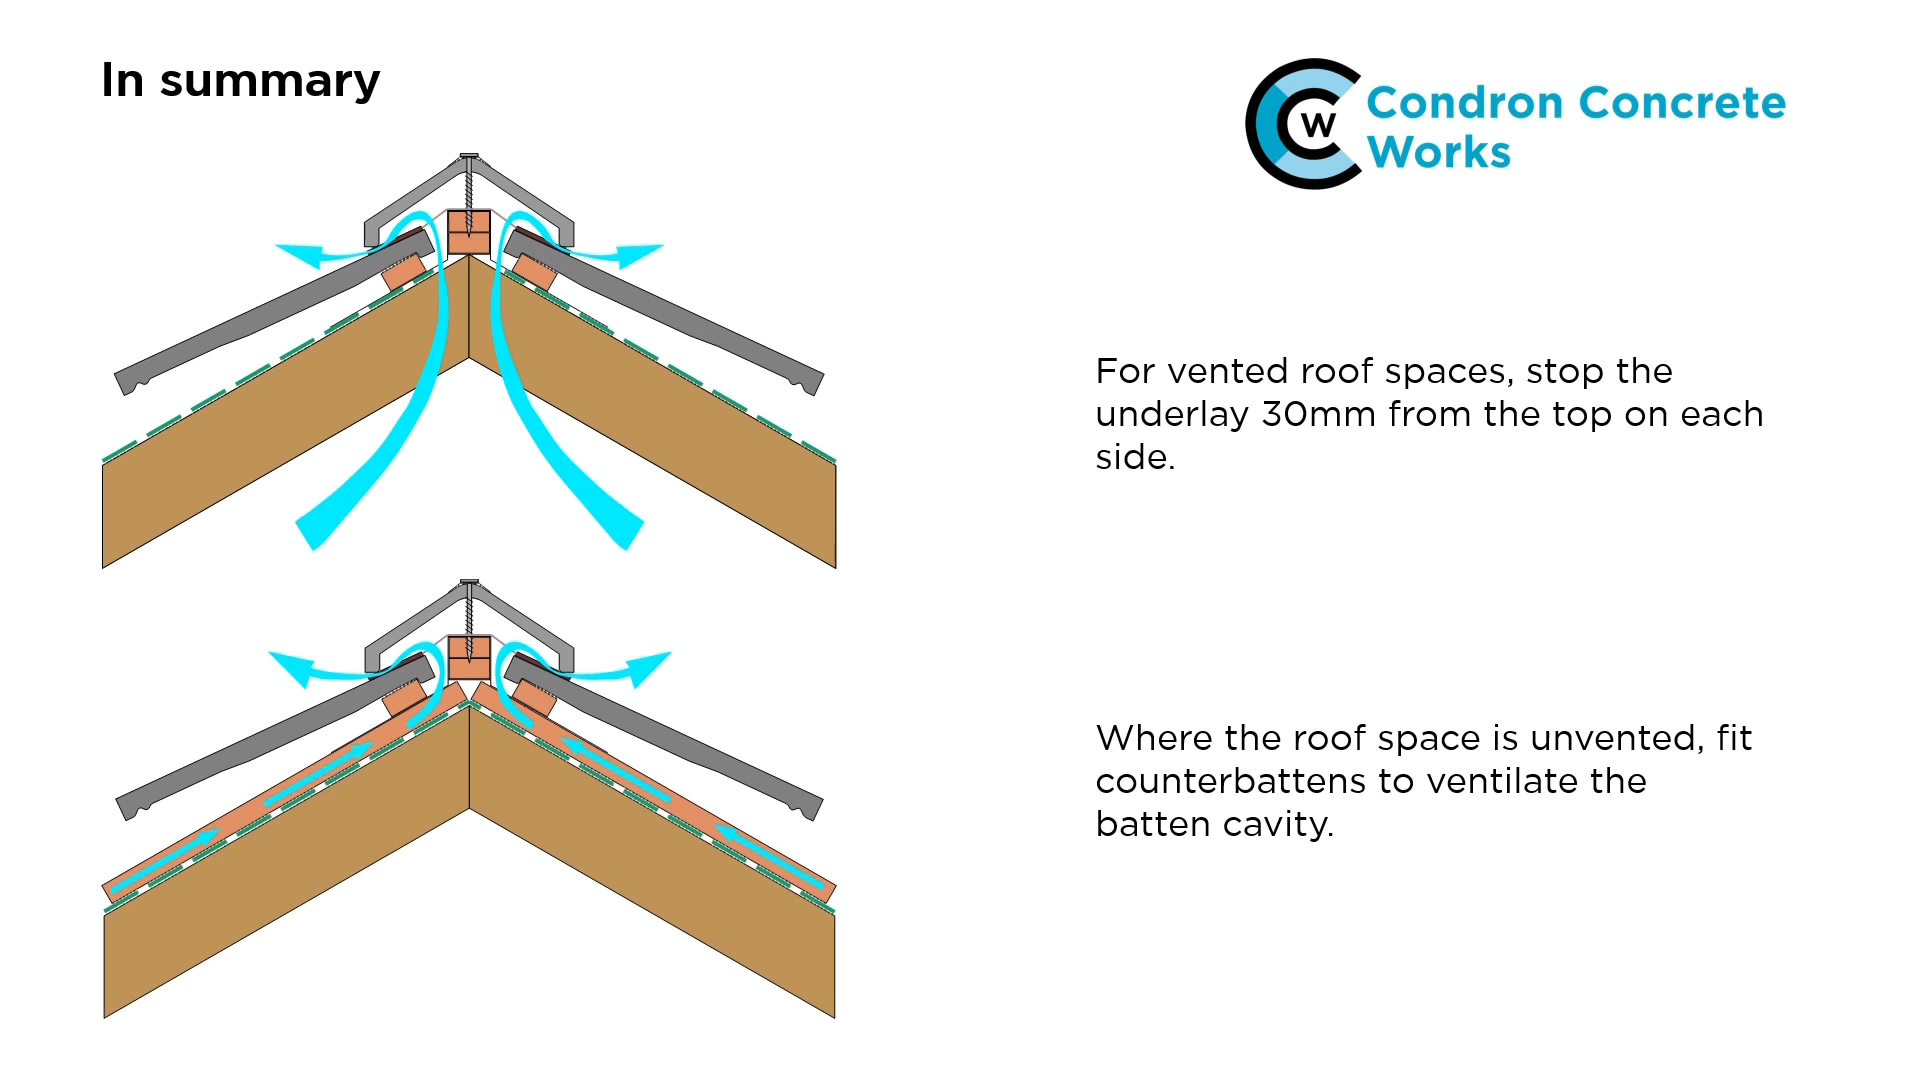 In summary
W
Condron Concrete
Works
For vented roof spaces, stop the
underlay 30mm from the top on each
side.
Where the roof space is unvented, fit
counterbattens to ventilate the
batten cavity.